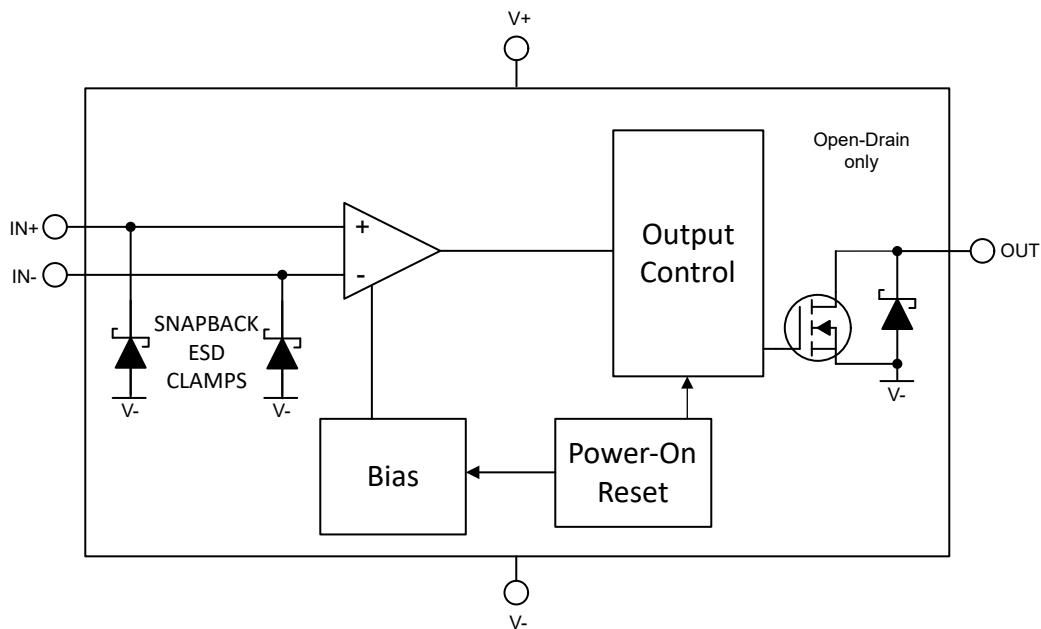 V+
Open-Drain
only
IN+
+
Output
Control
IN-
-
OUT
SNAPBACK
ESD
CLAMPS
V-
V-
V-
Bias
Power-On
Reset
V-